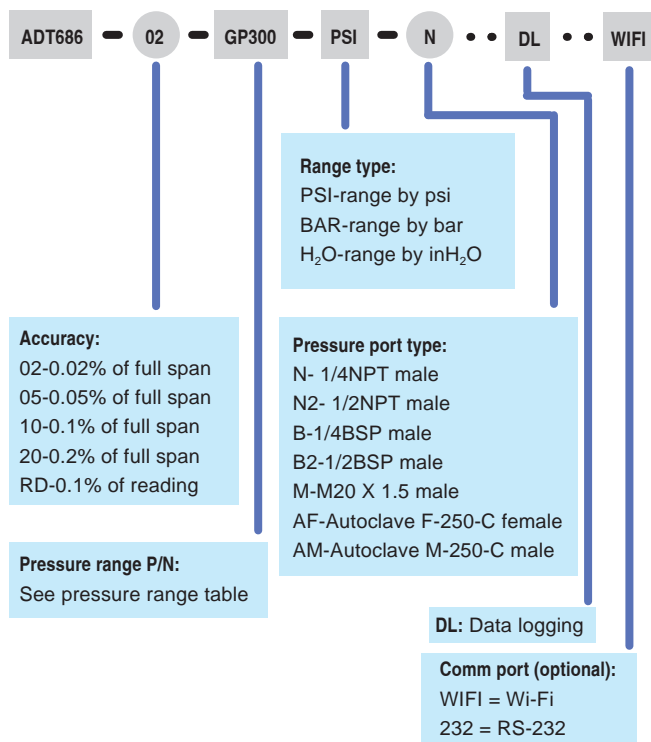 ADT686 – 02 – GP300 – PSI – N • • DL • • WIFI
Range type:
PSI-range by psi
BAR-range by bar
H₂O-range by inH₂O
Accuracy:
02-0.02% of full span
05-0.05% of full span
10-0.1% of full span
20-0.2% of full span
RD-0.1% of reading
Pressure port type:
N- 1/4NPT male
N2- 1/2NPT male
B-1/4BSP male
B2-1/2BSP male
M-M20 X 1.5 male
AF-Autoclave F-250-C female
AM-Autoclave M-250-C male
Pressure range P/N:
See pressure range table
DL: Data logging
Comm port (optional):
WIFI = Wi-Fi
232 = RS-232